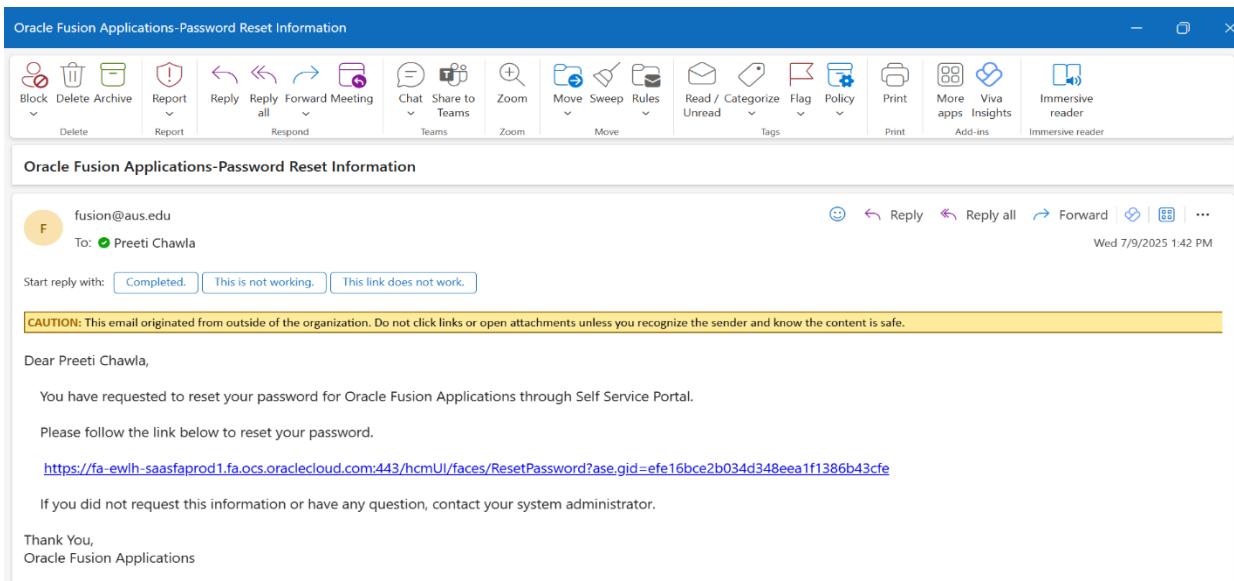 Oracle Fusion Applications-Password Reset Information
Block Delete Archive Report Reply Reply all Forward Meeting Chat Share to Teams Zoom Move Sweep Rules Read / Unread Categorize Flag Policy Print More apps Viva Insights Immersive reader
Delete Report Respond Teams Zoom Move Tags Print Add-ins Immersive reader
Oracle Fusion Applications-Password Reset Information
F
fusion@aus.edu
Reply Reply all Forward
To: Preeti Chawla
Wed 7/9/2025 1:42 PM
Start reply with: Completed. This is not working. This link does not work.
CAUTION: This email originated from outside of the organization. Do not click links or open attachments unless you recognize the sender and know the content is safe.
Dear Preeti Chawla,
You have requested to reset your password for Oracle Fusion Applications through Self Service Portal.
Please follow the link below to reset your password.
https://fa-ewlh-saasfaprod1.fa.ocs.oraclecloud.com:443/hcmUI/faces/ResetPassword?ase.gid=efe16bce2b034d348eea1f1386b43cfe
If you did not request this information or have any question, contact your system administrator.
Thank You,
Oracle Fusion Applications